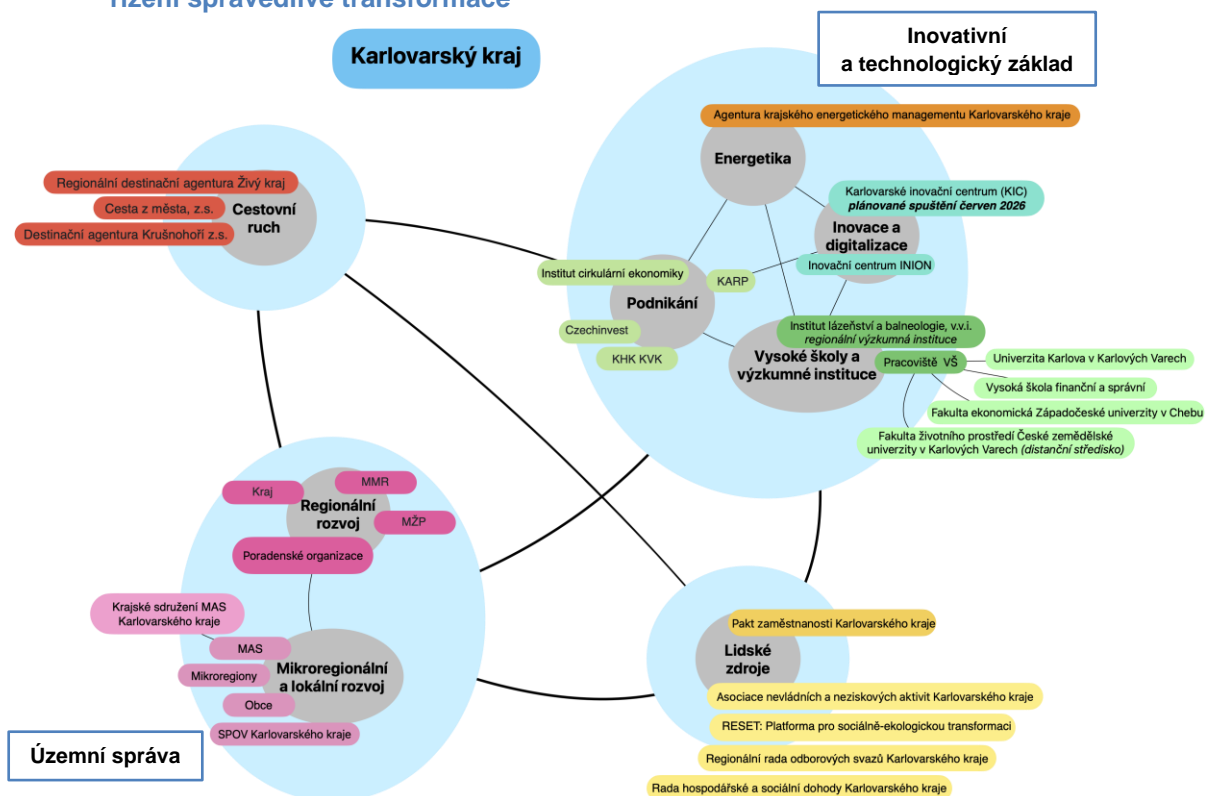 řízení spravedlivé transformace
Karlovarský kraj
Inovativní
a technologický základ
Agentura krajského energetického managementu Karlovarského kraje
Energetika
Karlovarské inovační centrum (KIC)
plánované spuštění červen 2026
Inovace a
digitalizace
Inovační centrum INION
Regionální destinační agentura Živý kraj
Cesta z města, z.s.
Destinační agentura Krušnohoří z.s.
Cestovní
ruch
Institut cirkulární ekonomiky
KARP
Podnikání
Czechinvest
KHK KVK
Institut lázeňství a balneologie, v.v.i.
regionální výzkumná instituce
Vysoké školy a
výzkumné instituce
Pracoviště VŠ
Univerzita Karlova v Karlových Varech
Vysoká škola finanční a správní
Fakulta ekonomická Západočeské univerzity v Chebu
Fakulta životního prostředí České zemědělské
univerzity v Karlových Varech (distanční středisko)
Kraj
MMR
Regionální
rozvoj
MŽP
Poradenské organizace
Krajské sdružení MAS
Karlovarského kraje
MAS
Mikroregiony
Obce
SPOV Karlovarského kraje
Mikroregionální
a lokální rozvoj
Územní správa
Pakt zaměstnanosti Karlovarského kraje
Lidské
zdroje
Asociace nevládních a neziskových aktivit Karlovarského kraje
RESET: Platforma pro sociálně-ekologickou transformaci
Regionální rada odborových svazů Karlovarského kraje
Rada hospodářské a sociální dohody Karlovarského kraje